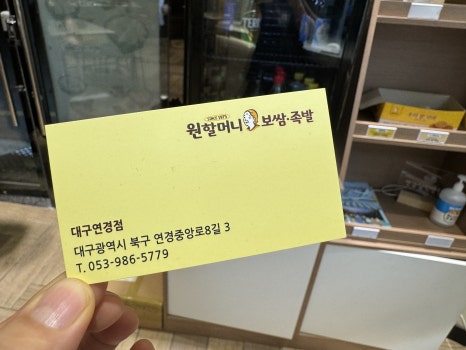 SINCE 1975
원할머니 보쌈·족발
대구연경점
대구광역시 북구 연경중앙로8길 3
T. 053-986-5779